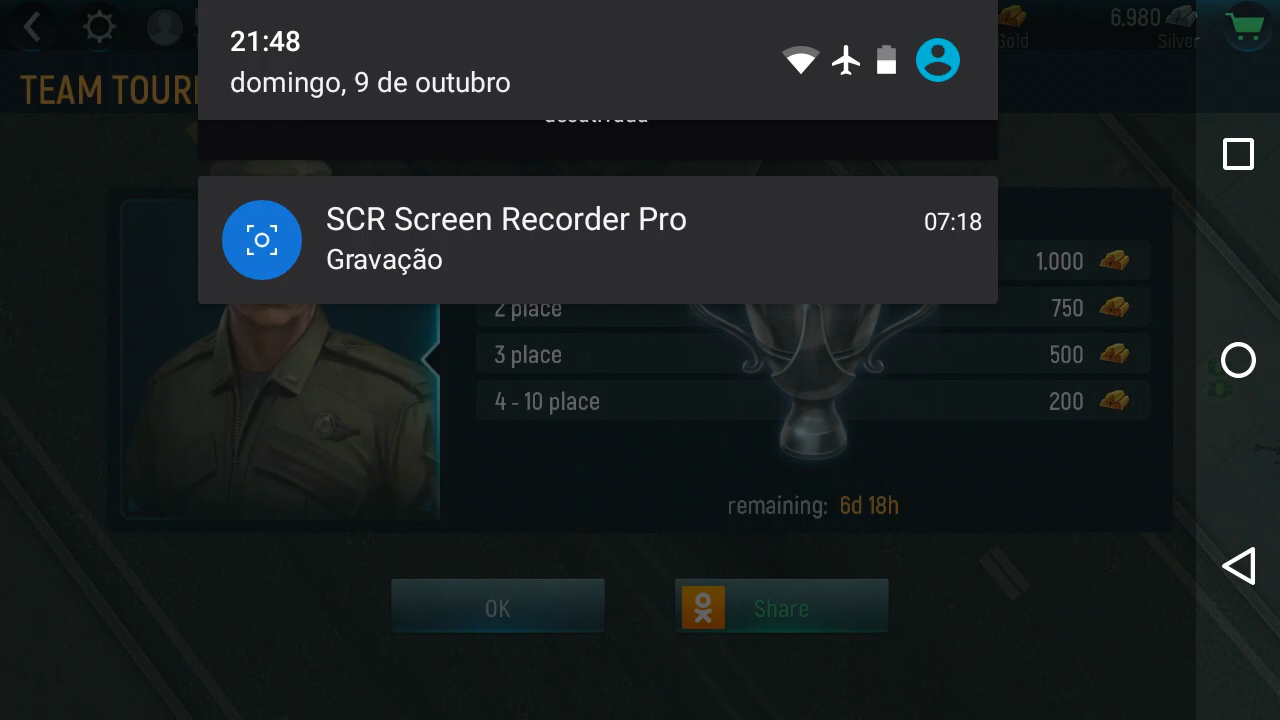 21:48
domingo, 9 de outubro
6.980
Gold
Silver
TEAM TOUR
SCR Screen Recorder Pro
07:18
Gravação
1.000
2 place
750
3 place
500
4 - 10 place
200
remaining: 6d 18h
OK
Share